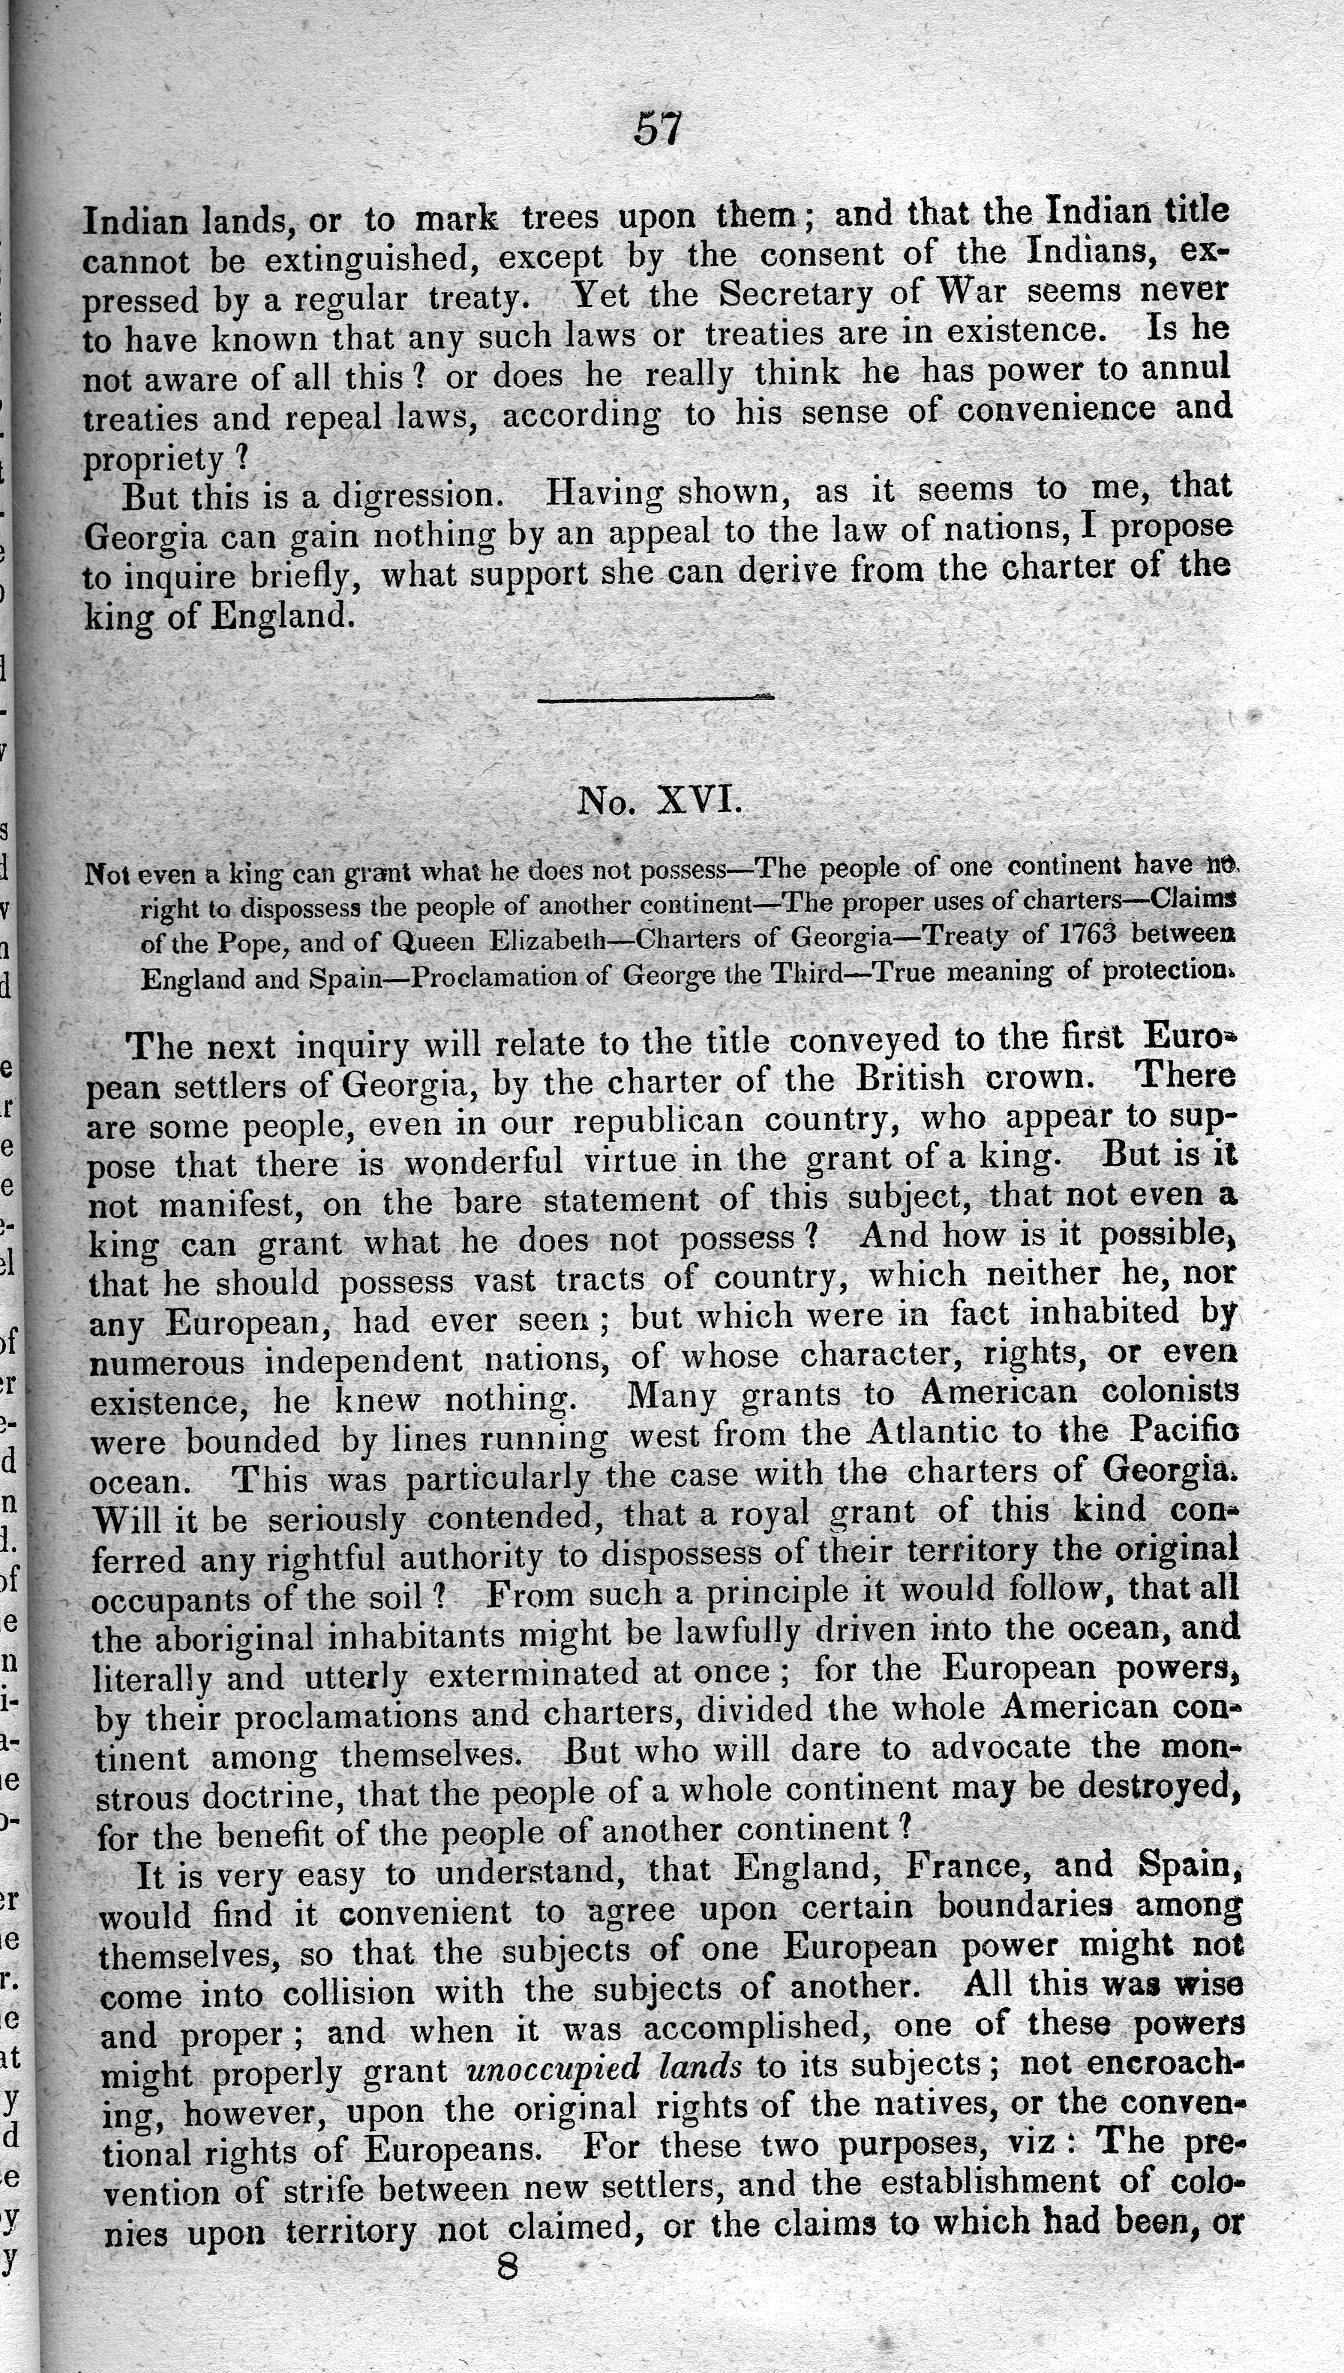 57
Indian lands, or to mark trees upon them; and that the Indian title
cannot be extinguished, except by the consent of the Indians, ex-
pressed by a regular treaty. Yet the Secretary of War seems never
to have known that any such laws or treaties are in existence. Is he
not aware of all this? or does he really think he has power to annul
treaties and repeal laws, according to his sense of convenience and
propriety?
But this is a digression. Having shown, as it seems to me, that
Georgia can gain nothing by an appeal to the law of nations, I propose
to inquire briefly, what support she can derive from the charter of the
king of England.
No. XVI.
Not even a king can grant what he does not possess—The people of one continent have no
right to dispossess the people of another continent—The proper uses of charters—Claims
of the Pope, and of Queen Elizabeth—Charters of Georgia—Treaty of 1763 between
England and Spain—Proclamation of George the Third—True meaning of protection.
The next inquiry will relate to the title conveyed to the first Euro-
pean settlers of Georgia, by the charter of the British crown. There
are some people, even in our republican country, who appear to sup-
pose that there is wonderful virtue in the grant of a king. But is it
not manifest, on the bare statement of this subject, that not even a
king can grant what he does not possess? And how is it possible,
that he should possess vast tracts of country, which neither he, nor
any European, had ever seen; but which were in fact inhabited by
numerous independent nations, of whose character, rights, or even
existence, he knew nothing. Many grants to American colonists
were bounded by lines running west from the Atlantic to the Pacific
ocean. This was particularly the case with the charters of Georgia.
Will it be seriously contended, that a royal grant of this kind con-
ferred any rightful authority to dispossess of their territory the original
occupants of the soil? From such a principle it would follow, that all
the aboriginal inhabitants might be lawfully driven into the ocean, and
literally and utterly exterminated at once; for the European powers,
by their proclamations and charters, divided the whole American con-
tinent among themselves. But who will dare to advocate the mon-
strous doctrine, that the people of a whole continent may be destroyed,
for the benefit of the people of another continent?
It is very easy to understand, that England, France, and Spain,
would find it convenient to agree upon certain boundaries among
themselves, so that the subjects of one European power might not
come into collision with the subjects of another. All this was wise
and proper; and when it was accomplished, one of these powers
might properly grant unoccupied lands to its subjects; not encroach-
ing, however, upon the original rights of the natives, or the conven-
tional rights of Europeans. For these two purposes, viz: The pre-
vention of strife between new settlers, and the establishment of colo-
nies upon territory not claimed, or the claims to which had been, or
8